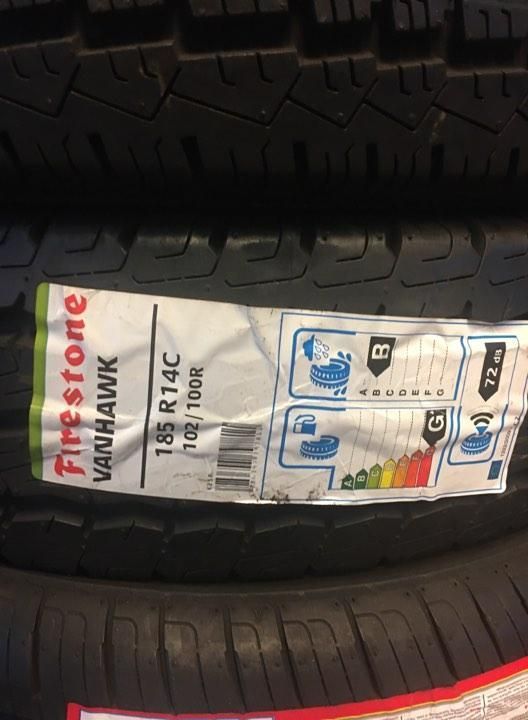 Firestone
VANHAWK
185 R14C
102/100R
B
A
B
C
D
E
F
G
G
A
B
C
72 dB